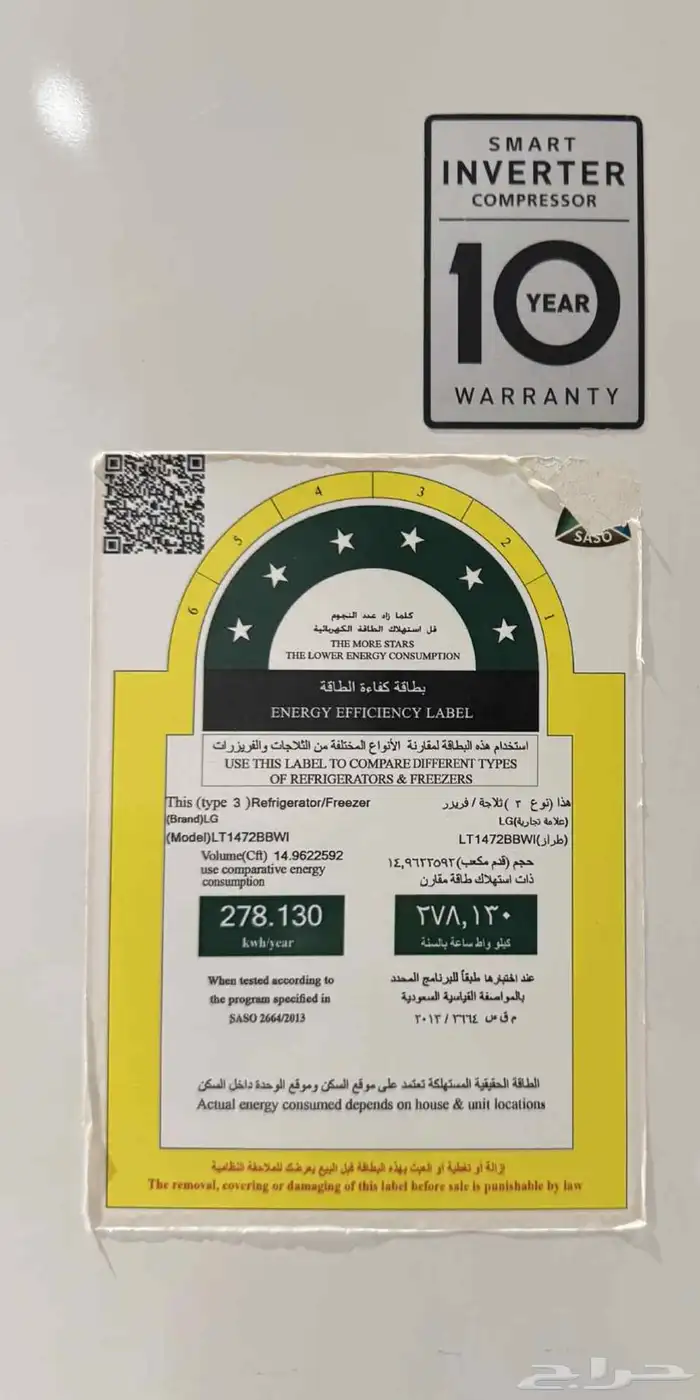 SMART
INVERTER
COMPRESSOR
10
YEAR
WARRANTY
SASO
6 5 4 3 2 1
كلما زاد عدد النجوم
قل استهلاك الطاقة الكهربائية
THE MORE STARS
THE LOWER ENERGY CONSUMPTION
بطاقة كفاءة الطاقة
ENERGY EFFICIENCY LABEL
استخدام هذه البطاقة لمقارنة الأنواع المختلفة من الثلاجات والفريزرات
USE THIS LABEL TO COMPARE DIFFERENT TYPES
OF REFRIGERATORS & FREEZERS
This (type 3 )Refrigerator/Freezer
(Brand)LG
(Model)LT1472BBWI
Volume(Cft) 14.9622592
use comparative energy
consumption
هذا (نوع ٣ )ثلاجة / فريزر
(علامة تجارية)LG
(طراز)LT1472BBWI
حجم (قدم مكعب)١٤,٩٦٢٢٥٩٢
ذات استهلاك طاقة مقارن
278.130
kwh/year
٢٧٨,١٣٠
كيلو واط ساعة بالسنة
When tested according to
the program specified in
SASO 2664/2013
عند اختبارها طبقاً للبرنامج المحدد
بالمواصفة القياسية السعودية
م ق س ٢٦٦٤ / ٢٠١٣
الطاقة الحقيقية المستهلكة تعتمد على موقع السكن وموقع الوحدة داخل السكن
Actual energy consumed depends on house & unit locations
إزالة أو تغطية أو العبث بهذه البطاقة قبل البيع يعرضك للملاحقة النظامية
The removal, covering or damaging of this label before sale is punishable by law
حراج